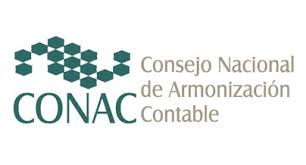 CONAC
Consejo Nacional
de Armonización
Contable